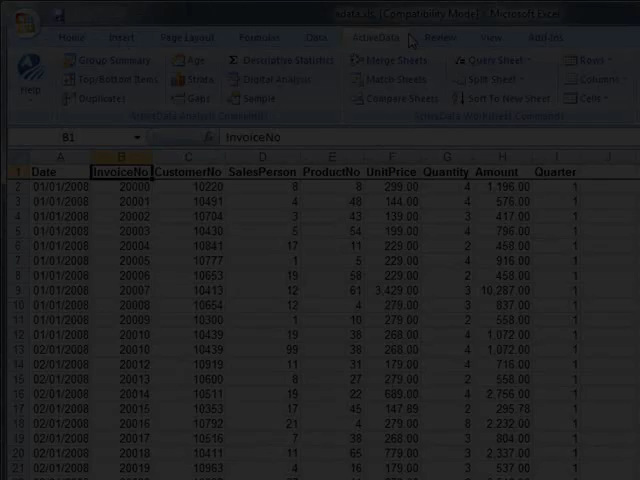 adata.xls [Compatibility Mode] - Microsoft Excel
Home Insert Page Layout Formulas Data ActiveData Review View Add-Ins
Help
Group Summary
Top/Bottom Items
Duplicates
Age
Strata
Gaps
Σ Descriptive Statistics
Digital Analysis
Sample
ActiveData Analysis Commands
Merge Sheets
Match Sheets
Compare Sheets
Query Sheet
Split Sheet
Sort To New Sheet
Rows
Columns
Cells
ActiveData Worksheet Commands
B1 fx InvoiceNo
A B C D E F G H I J
1 Date InvoiceNo CustomerNo SalesPerson ProductNo UnitPrice Quantity Amount Quarter
2 01/01/2008 20000 10220 8 8 299.00 4 1,196.00 1
3 01/01/2008 20001 10491 4 48 144.00 4 576.00 1
4 01/01/2008 20002 10704 3 43 139.00 3 417.00 1
5 01/01/2008 20003 10430 5 54 199.00 4 796.00 1
6 01/01/2008 20004 10841 17 11 229.00 2 458.00 1
7 01/01/2008 20005 10777 1 5 229.00 4 916.00 1
8 01/01/2008 20006 10653 19 58 229.00 2 458.00 1
9 01/01/2008 20007 10413 12 61 3,429.00 3 10,287.00 1
10 01/01/2008 20008 10654 12 4 279.00 3 837.00 1
11 01/01/2008 20009 10300 1 10 279.00 2 558.00 1
12 01/01/2008 20010 10439 19 38 268.00 4 1,072.00 1
13 02/01/2008 20010 10439 99 38 268.00 4 1,072.00 1
14 02/01/2008 20012 10919 11 31 179.00 4 716.00 1
15 02/01/2008 20013 10600 8 27 279.00 2 558.00 1
16 02/01/2008 20014 10511 19 22 689.00 4 2,756.00 1
17 02/01/2008 20015 10353 17 45 147.89 2 295.78 1
18 02/01/2008 20016 10792 21 4 279.00 8 2,232.00 1
19 02/01/2008 20017 10516 7 38 268.00 3 804.00 1
20 02/01/2008 20018 10411 11 65 779.00 3 2,337.00 1
21 02/01/2008 20019 10963 4 16 179.00 3 537.00 1